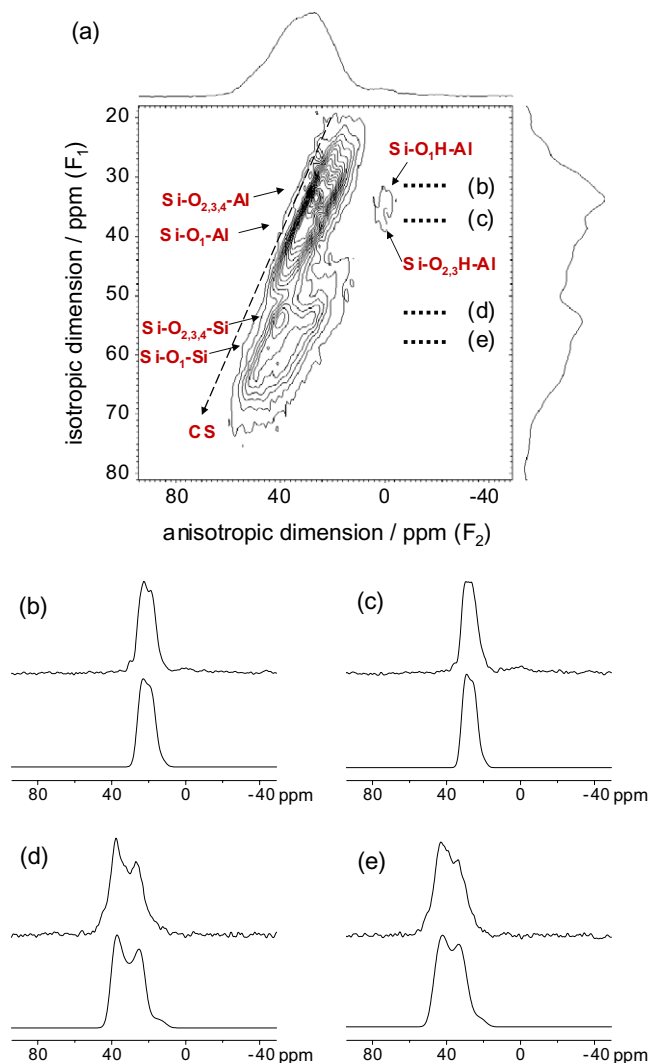 (a)
20
30
40
50
60
70
80
isotropic dimension / ppm (F₁)
Si-O₂,₃,₄-Al
Si-O₁-Al
Si-O₂,₃,₄-Si
Si-O₁-Si
CS
Si-O₁H-Al
Si-O₂,₃H-Al
(b)
(c)
(d)
(e)
80 40 0 -40
anisotropic dimension / ppm (F₂)
(b)
80 40 0 -40 ppm
(c)
80 40 0 -40 ppm
(d)
80 40 0 -40 ppm
(e)
80 40 0 -40 ppm